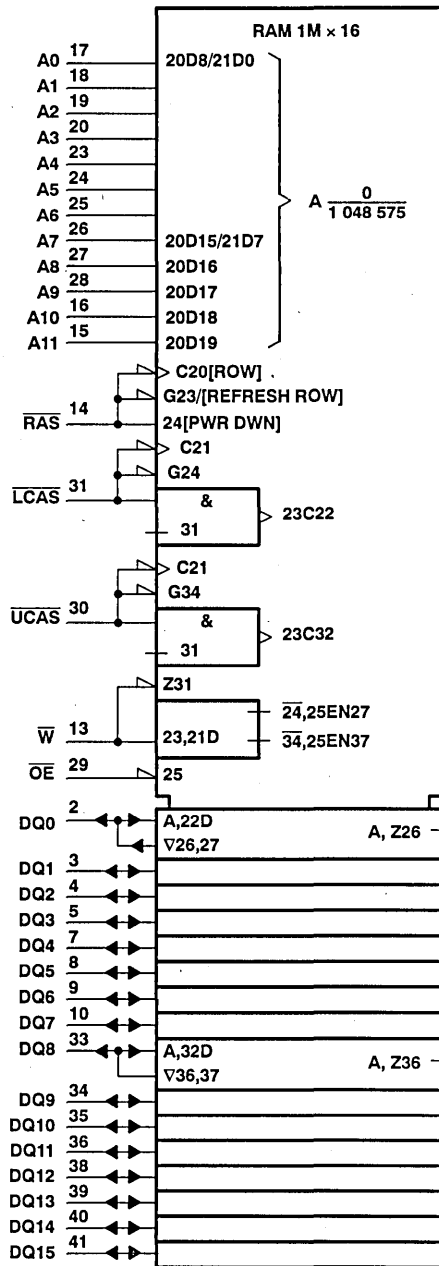 RAM 1M × 16
A0 17 20D8/21D0
A1 18
A2 19
A3 20
A4 23
A5 24
A6 25
A7 26 20D15/21D7
A8 27 20D16
A9 28 20D17
A10 16 20D18
A11 15 20D19
A 0
1 048 575
C20[ROW]
G23/[REFRESH ROW]
RAS 14 24[PWR DWN]
C21
G24
LCAS 31 & 23C22
31
C21
G34
UCAS 30 & 23C32
31
Z31
24,25EN27
W 13 23,21D
34,25EN37
OE 29 25
DQ0 2 A,22D A, Z26
∇26,27
DQ1 3
DQ2 4
DQ3 5
DQ4 7
DQ5 8
DQ6 9
DQ7 10
DQ8 33 A,32D A, Z36
∇36,37
DQ9 34
DQ10 35
DQ11 36
DQ12 38
DQ13 39
DQ14 40
DQ15 41